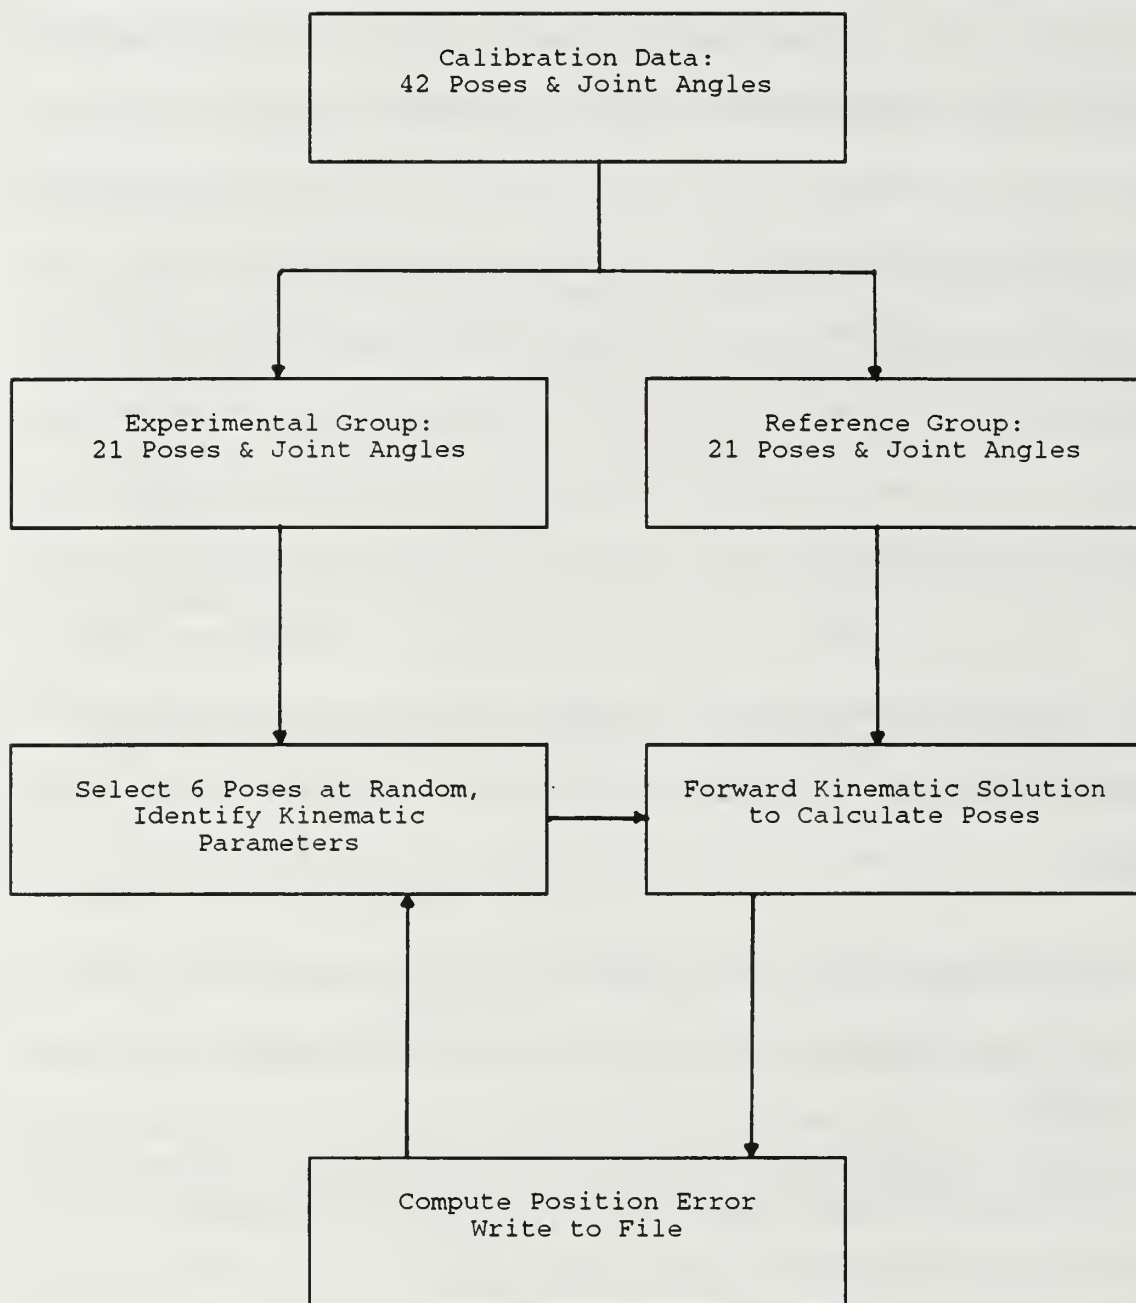 Calibration Data:
42 Poses & Joint Angles
Experimental Group:
21 Poses & Joint Angles
Reference Group:
21 Poses & Joint Angles
Select 6 Poses at Random,
Identify Kinematic
Parameters
Forward Kinematic Solution
to Calculate Poses
Compute Position Error
Write to File